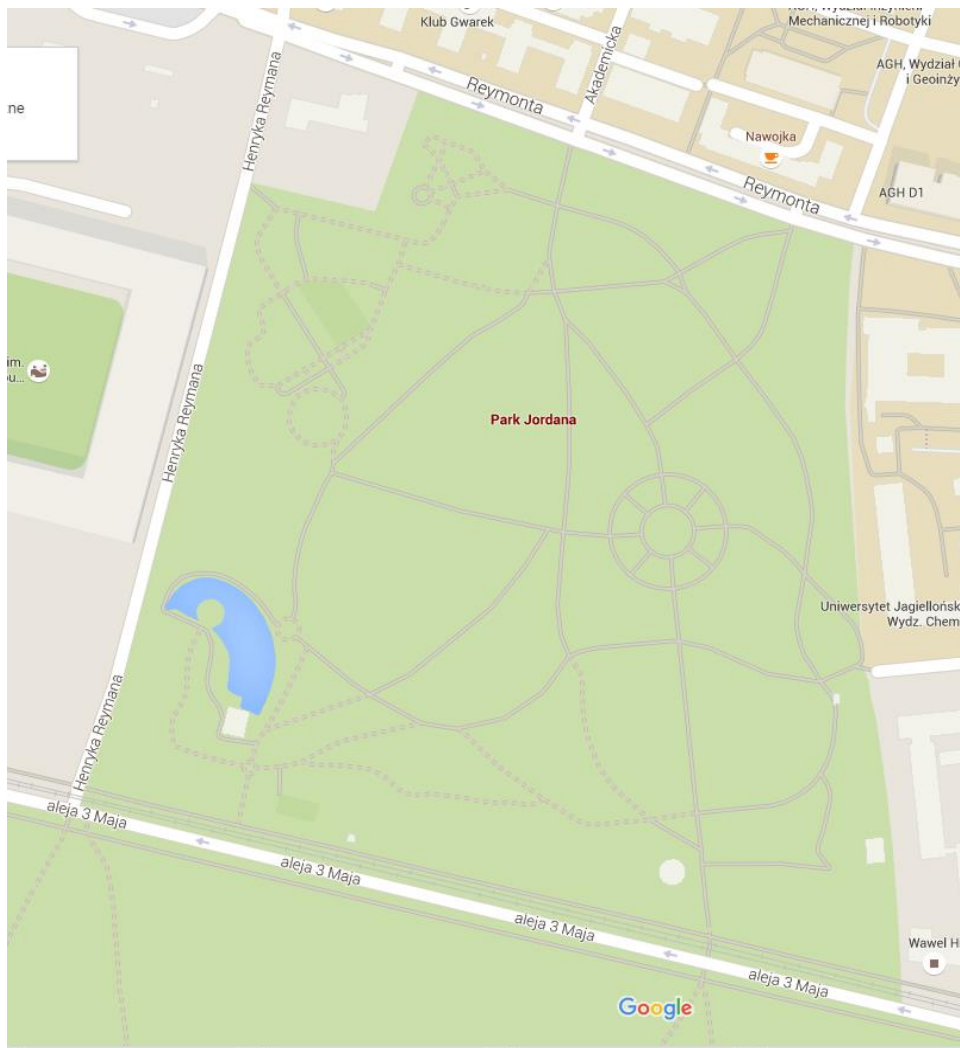 Klub Gwarek
Akademicka
Mechanicznej i Robotyki
AGH, Wydział
i Geoinży
Henryka Reymana
Reymonta
Nawojka
Reymonta
AGH D1
ne
im.
Henryka Reymana
Park Jordana
Uniwersytet Jagiellońsk
Wydz. Chem
Henryka Reymana
aleja 3 Maja
aleja 3 Maja
aleja 3 Maja
aleja 3 Maja
Wawel H
Google